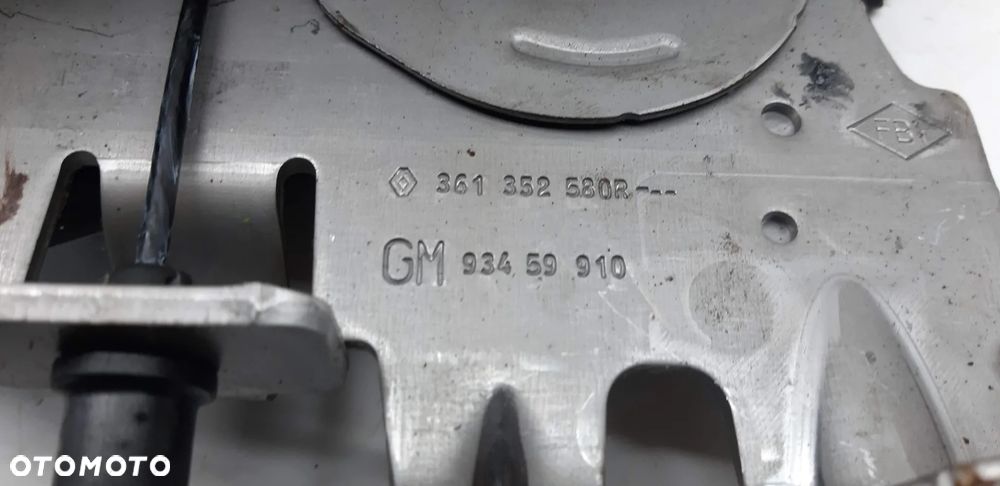 FBK
361 352 580R---
GM 934 59 910
OTOMOTO